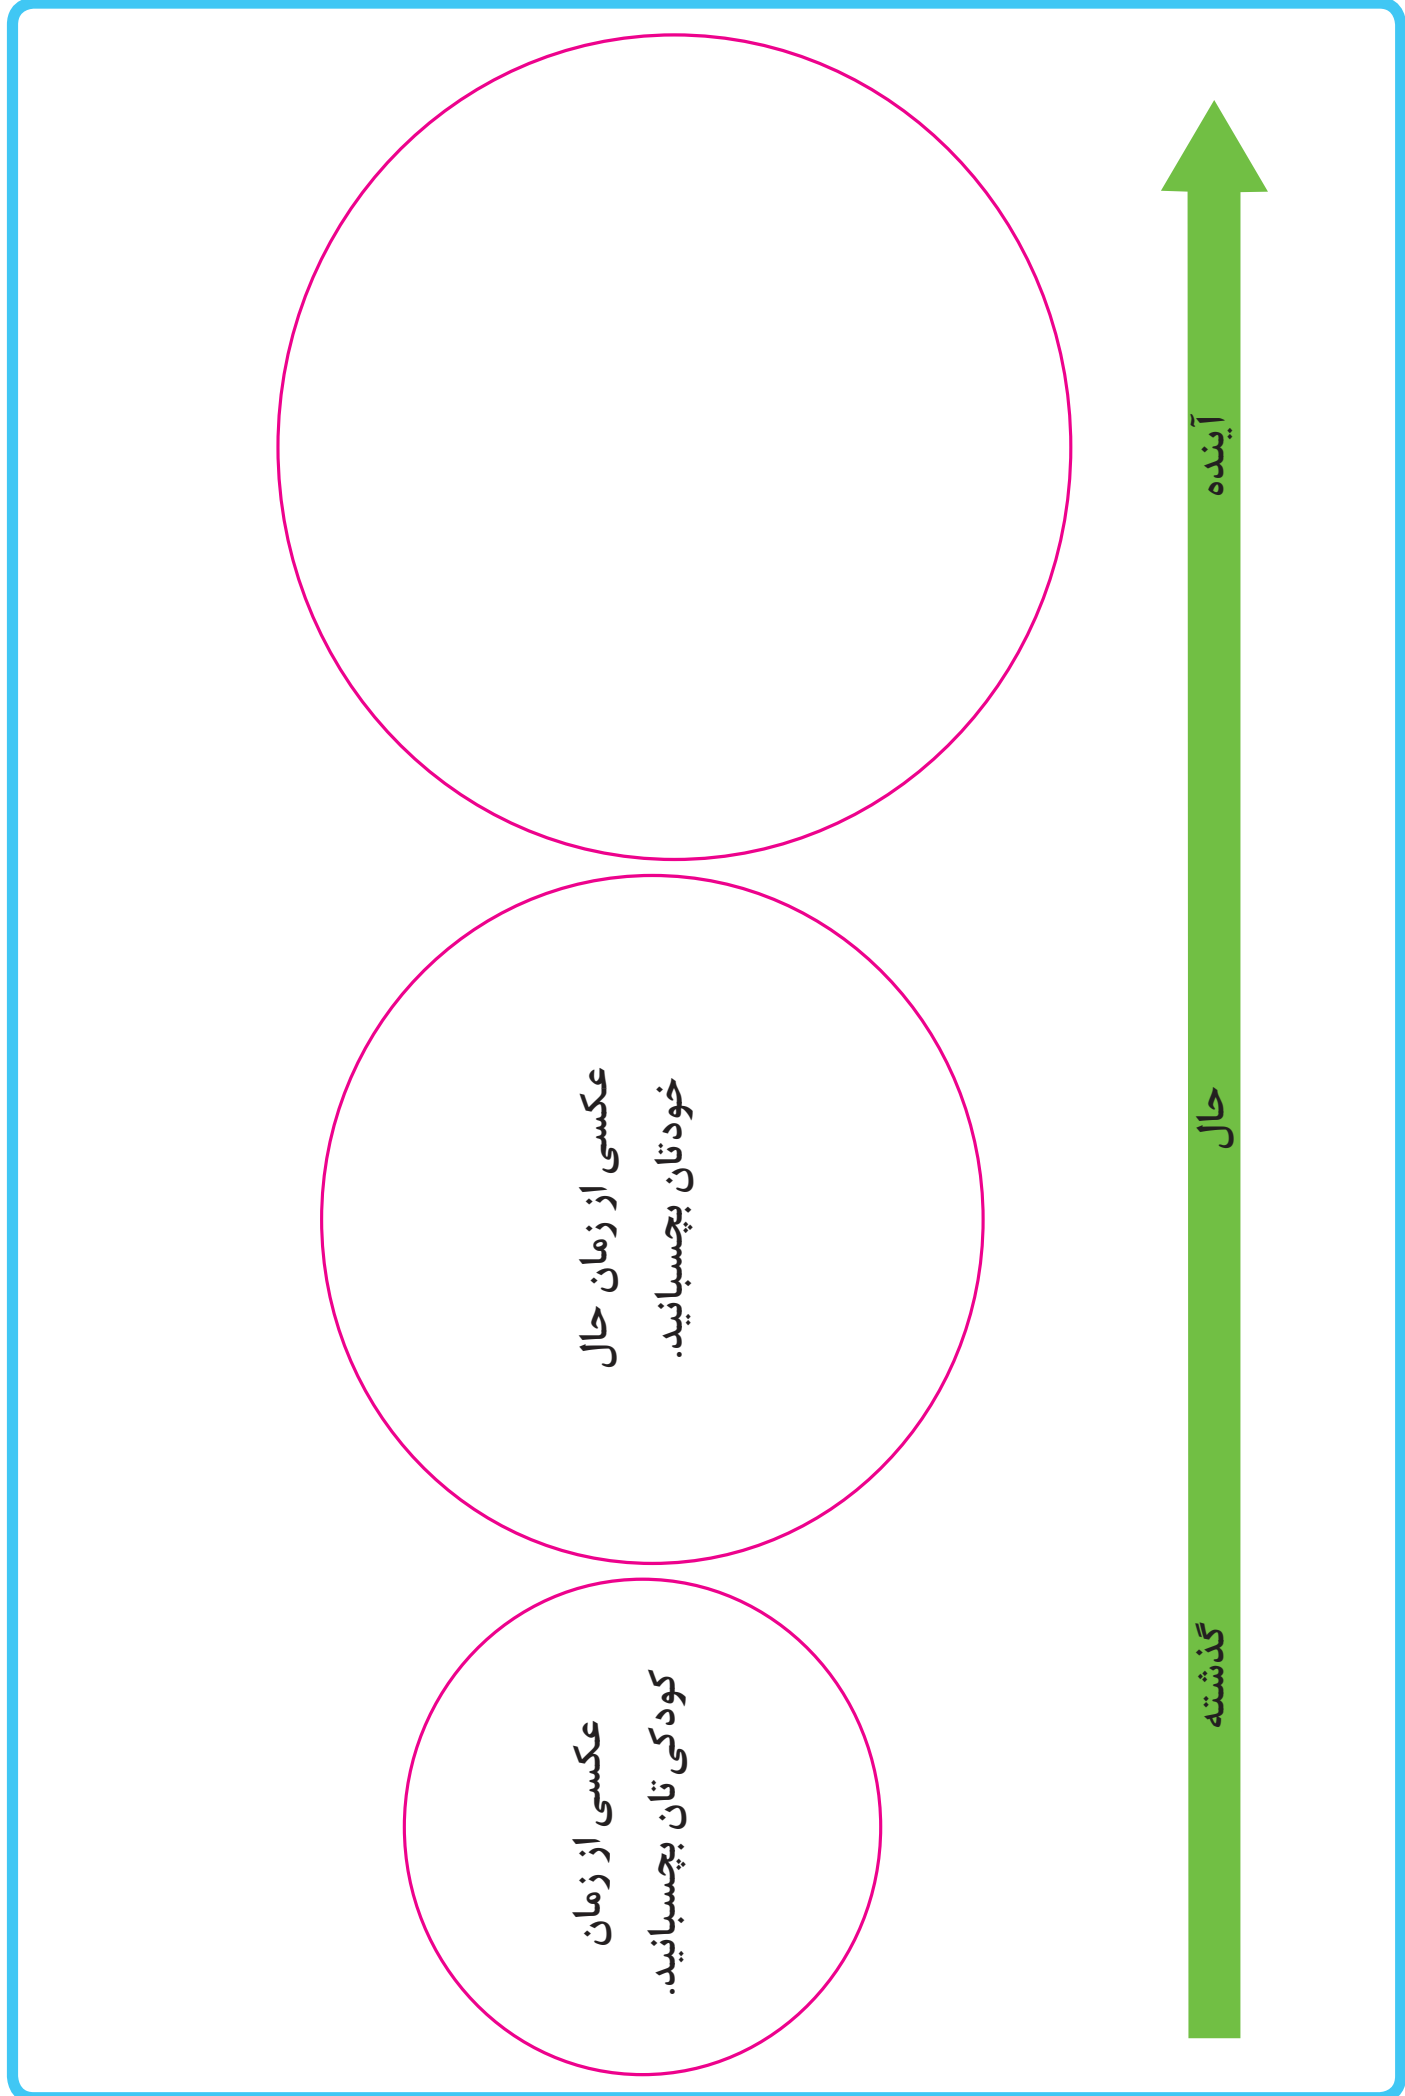 عکسی از زمان
کودکی تان بچسبانید.
عکسی از زمان حال
خودتان بچسبانید.
گذشته
حال
آینده